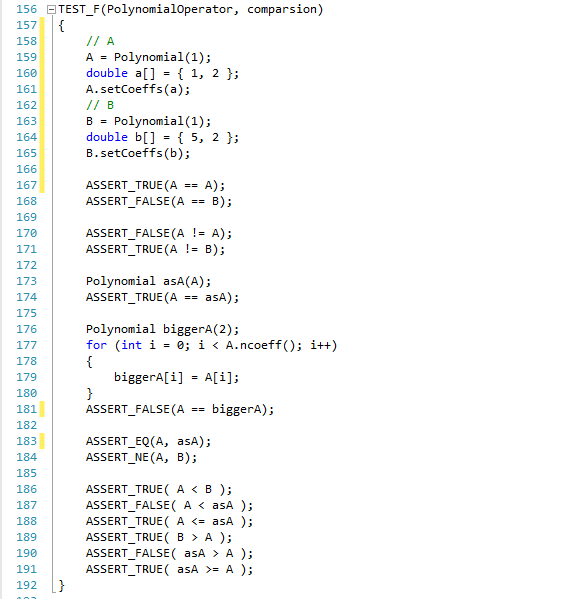 156 TEST_F(PolynomialOperator, comparsion)
157 {
158 // A
159 A = Polynomial(1);
160 double a[] = { 1, 2 };
161 A.setCoeffs(a);
162 // B
163 B = Polynomial(1);
164 double b[] = { 5, 2 };
165 B.setCoeffs(b);
166
167 ASSERT_TRUE(A == A);
168 ASSERT_FALSE(A == B);
169
170 ASSERT_FALSE(A != A);
171 ASSERT_TRUE(A != B);
172
173 Polynomial asA(A);
174 ASSERT_TRUE(A == asA);
175
176 Polynomial biggerA(2);
177 for (int i = 0; i < A.ncoeff(); i++)
178 {
179 biggerA[i] = A[i];
180 }
181 ASSERT_FALSE(A == biggerA);
182
183 ASSERT_EQ(A, asA);
184 ASSERT_NE(A, B);
185
186 ASSERT_TRUE( A < B );
187 ASSERT_FALSE( A < asA );
188 ASSERT_TRUE( A <= asA );
189 ASSERT_TRUE( B > A );
190 ASSERT_FALSE( asA > A );
191 ASSERT_TRUE( asA >= A );
192 }